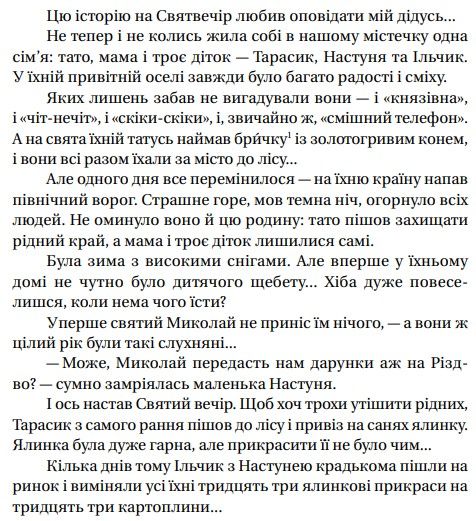 Цю історію на Святвечір любив оповідати мій дідусь...
Не тепер і не колись жила собі в нашому містечку одна
сім’я: тато, мама і троє діток — Тарасик, Настуня та Ільчик.
У їхній привітній оселі завжди було багато радості і сміху.
Яких лишень забав не вигадували вони — і «князівна»,
і «чіт-нечіт», і «скіки-скіки», і, звичайно ж, «смішний телефон».
А на свята їхній татусь наймав бри́чку¹ із золотогривим конем,
і вони всі разом їхали за місто до лісу...
Але одного дня все перемінилося — на їхню країну напав
північний ворог. Страшне горе, мов темна ніч, огорнуло всіх
людей. Не оминуло воно й цю родину: тато пішов захищати
рідний край, а мама і троє діток лишилися самі.
Була зима з високими снігами. Але вперше у їхньому
домі не чутно було дитячого щебету... Хіба дуже повесе-
лишся, коли нема чого їсти?
Уперше святий Миколай не приніс їм нічого, — а вони ж
цілий рік були такі слухняні...
— Може, Миколай передасть нам дарунки аж на Різд-
во? — сумно замріялась маленька Настуня.
І ось настав Святий вечір. Щоб хоч трохи утішити рідних,
Тарасик з самого рання пішов до лісу і привіз на санях ялинку.
Ялинка була дуже гарна, але прикрасити її не було чим...
Кілька днів тому Ільчик з Настунею крадькома пішли на
ринок і виміняли усі їхні тридцять три ялинкові прикраси на
тридцять три картоплини...